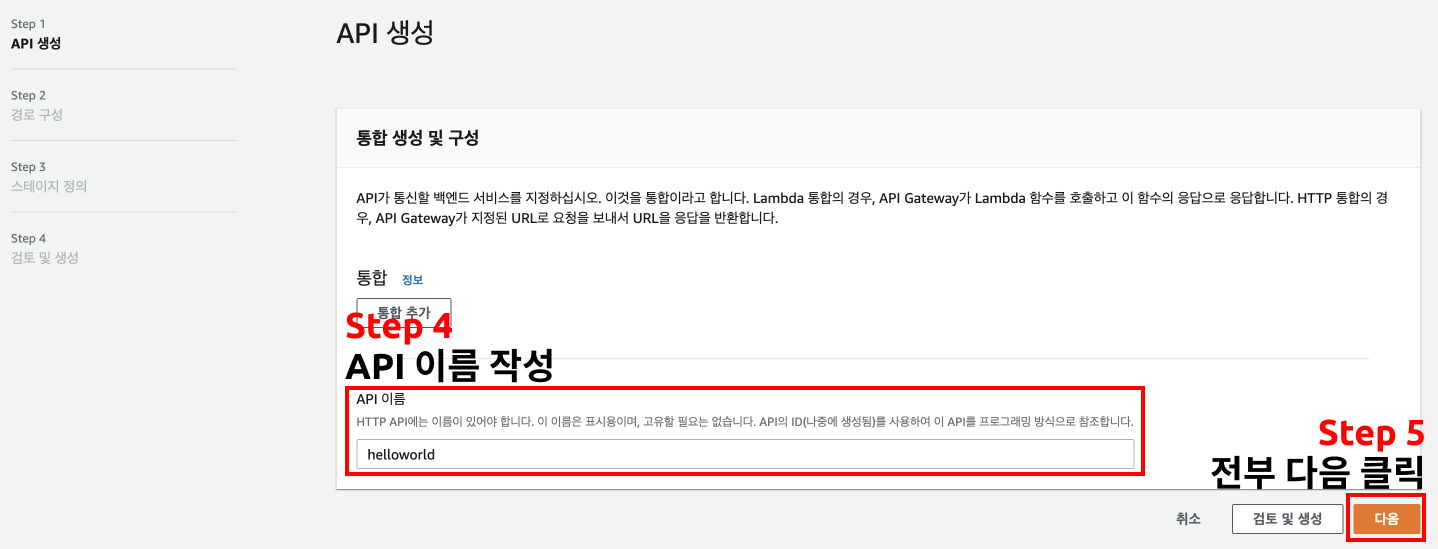 Step 1
API 생성
Step 2
경로 구성
Step 3
스테이지 정의
Step 4
검토 및 생성
API 생성
통합 생성 및 구성
API가 통신할 백엔드 서비스를 지정하십시오. 이것을 통합이라고 합니다. Lambda 통합의 경우, API Gateway가 Lambda 함수를 호출하고 이 함수의 응답으로 응답합니다. HTTP 통합의 경
우, API Gateway가 지정된 URL로 요청을 보내서 URL을 응답을 반환합니다.
통합 정보
통합 추가
Step 4
API 이름 작성
API 이름
HTTP API에는 이름이 있어야 합니다. 이 이름은 표시용이며, 고유할 필요는 없습니다. API의 ID(나중에 생성됨)를 사용하여 이 API를 프로그래밍 방식으로 참조합니다.
helloworld
Step 5
전부 다음 클릭
취소 검토 및 생성 다음